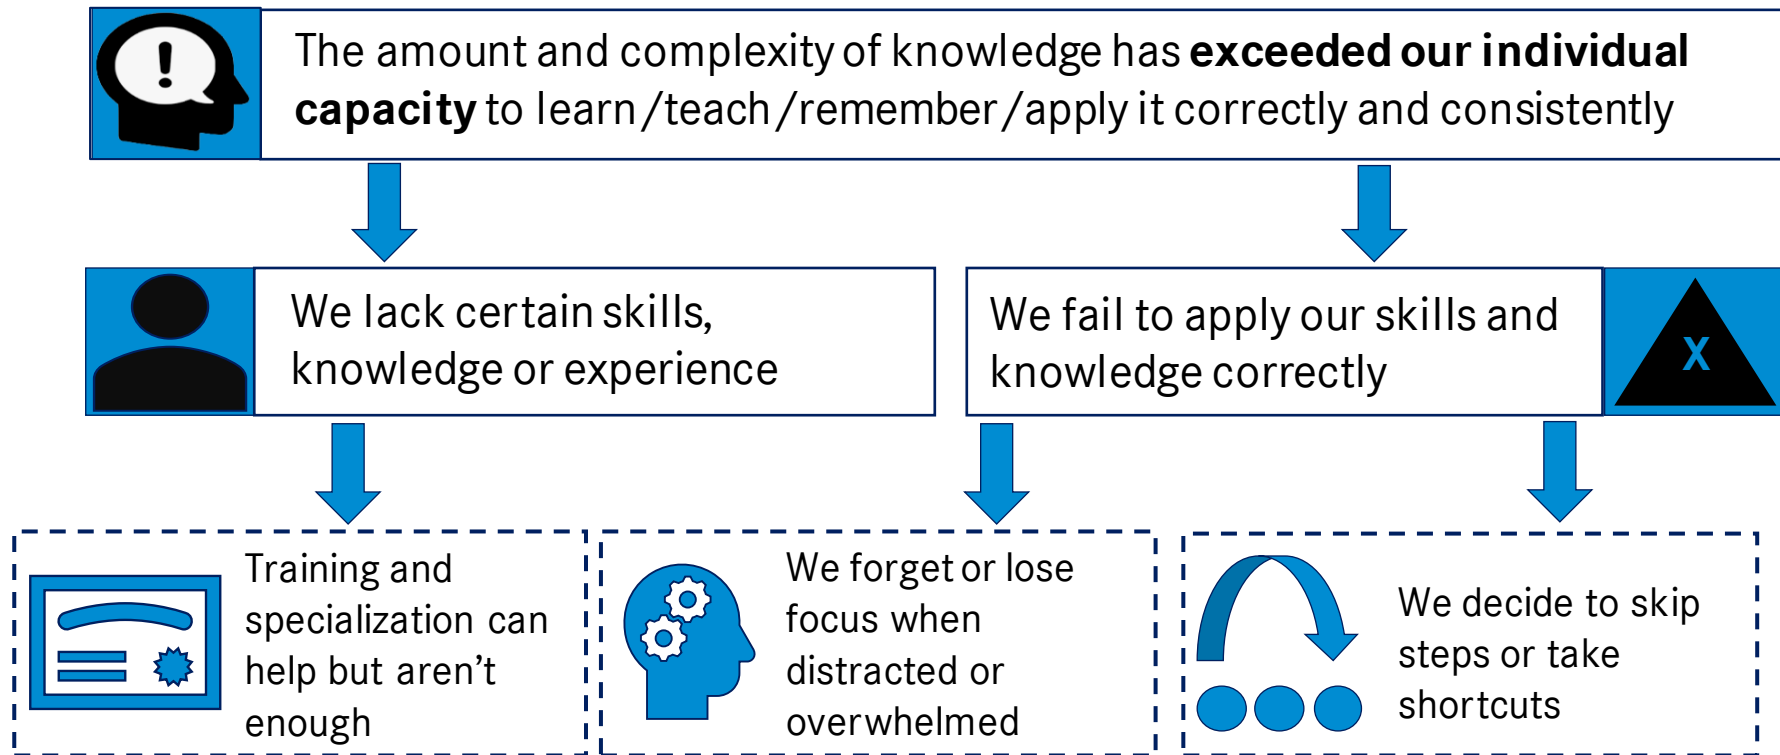 !
The amount and complexity of knowledge has exceeded our individual
capacity to learn/teach/remember/apply it correctly and consistently
We lack certain skills,
knowledge or experience
We fail to apply our skills and
knowledge correctly
X
Training and
specialization can
help but aren't
enough
We forget or lose
focus when
distracted or
overwhelmed
We decide to skip
steps or take
shortcuts